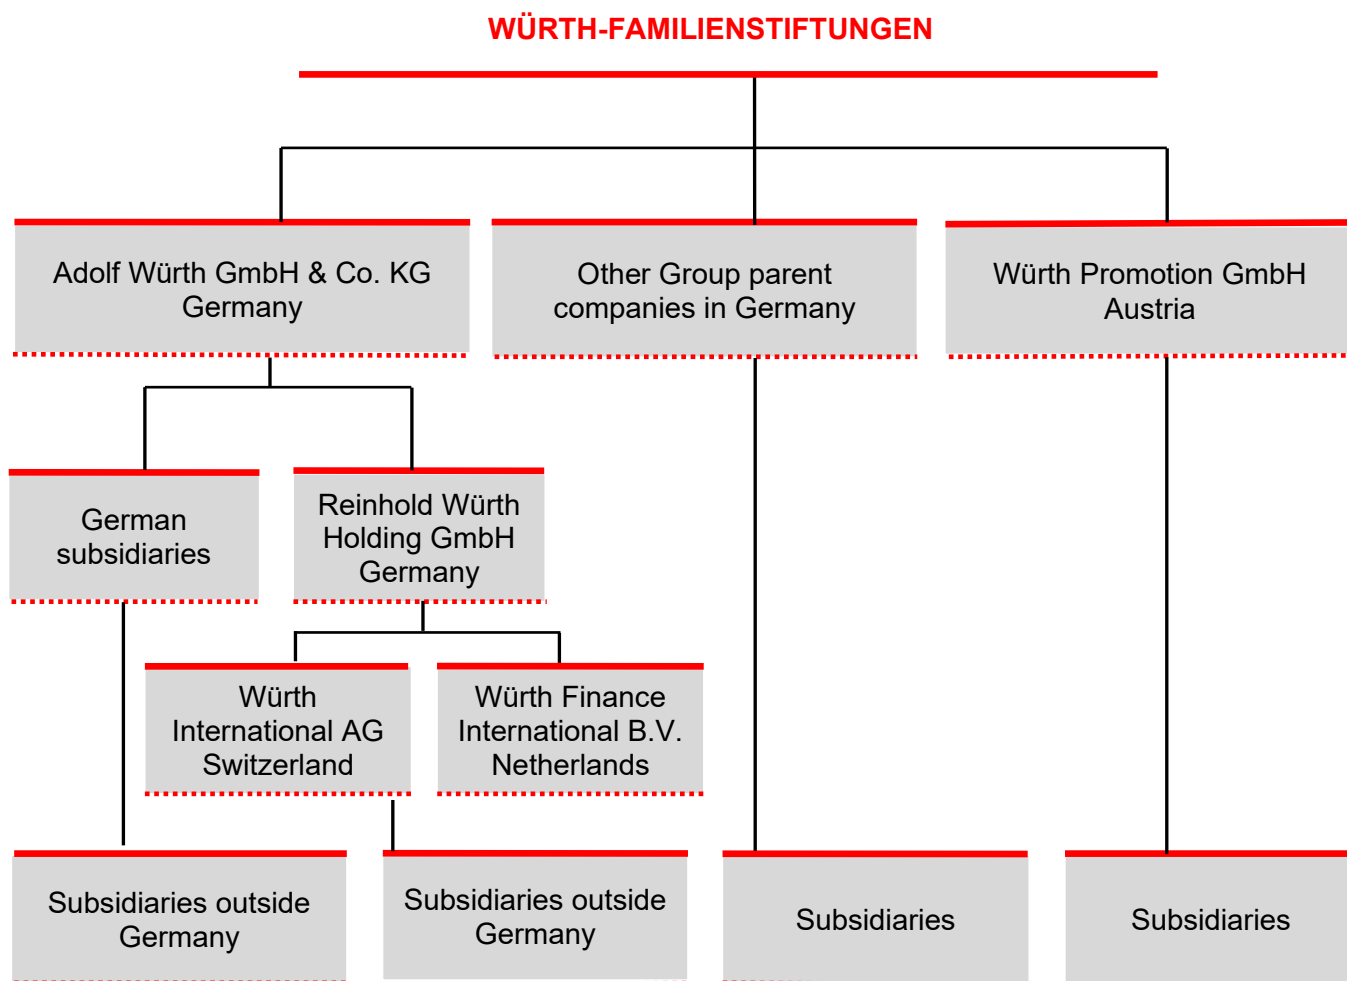 WÜRTH-FAMILIENSTIFTUNGEN
Adolf Würth GmbH & Co. KG
Germany
Other Group parent
companies in Germany
Würth Promotion GmbH
Austria
German
subsidiaries
Reinhold Würth
Holding GmbH
Germany
Würth
International AG
Switzerland
Würth Finance
International B.V.
Netherlands
Subsidiaries outside
Germany
Subsidiaries outside
Germany
Subsidiaries
Subsidiaries